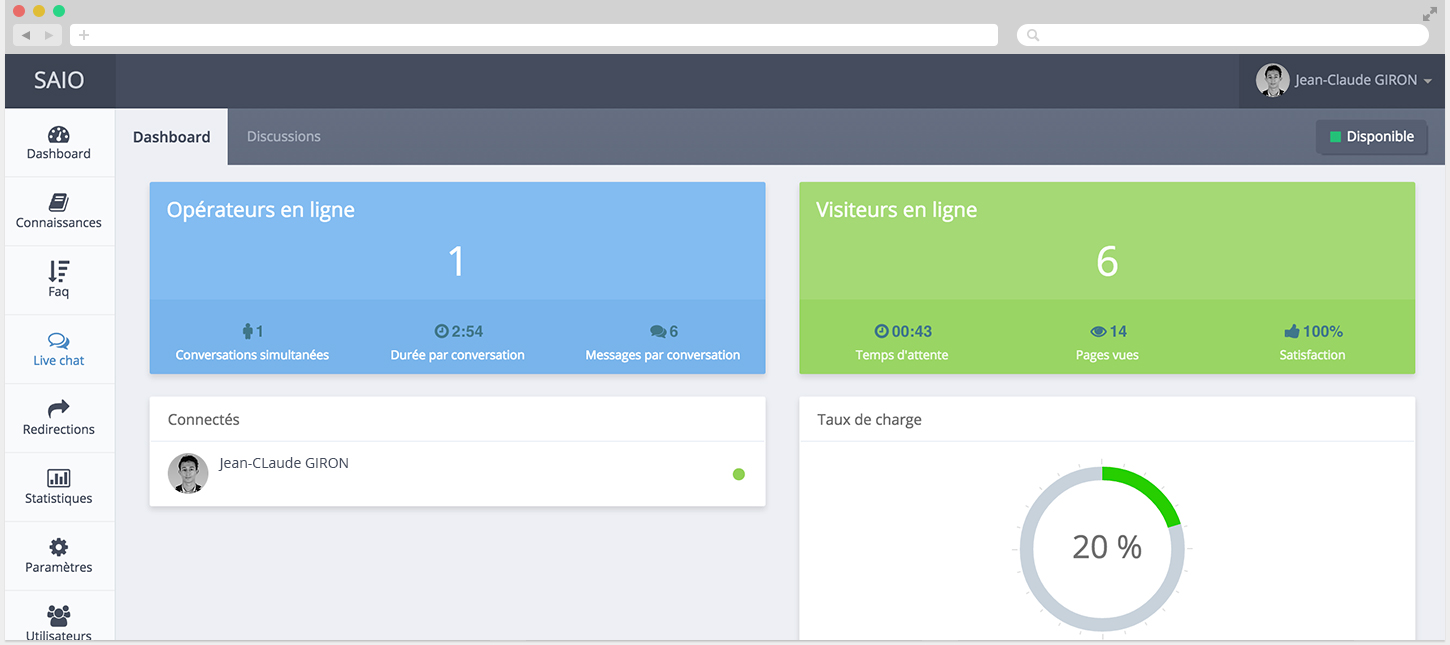 SAIO
Jean-Claude GIRON
Dashboard
Connaissances
Faq
Live chat
Redirections
Statistiques
Paramètres
Utilisateurs
Dashboard
Discussions
Disponible
Opérateurs en ligne
1
1
Conversations simultanées
2:54
Durée par conversation
6
Messages par conversation
Visiteurs en ligne
6
00:43
Temps d'attente
14
Pages vues
100%
Satisfaction
Connectés
Jean-CLaude GIRON
Taux de charge
20 %